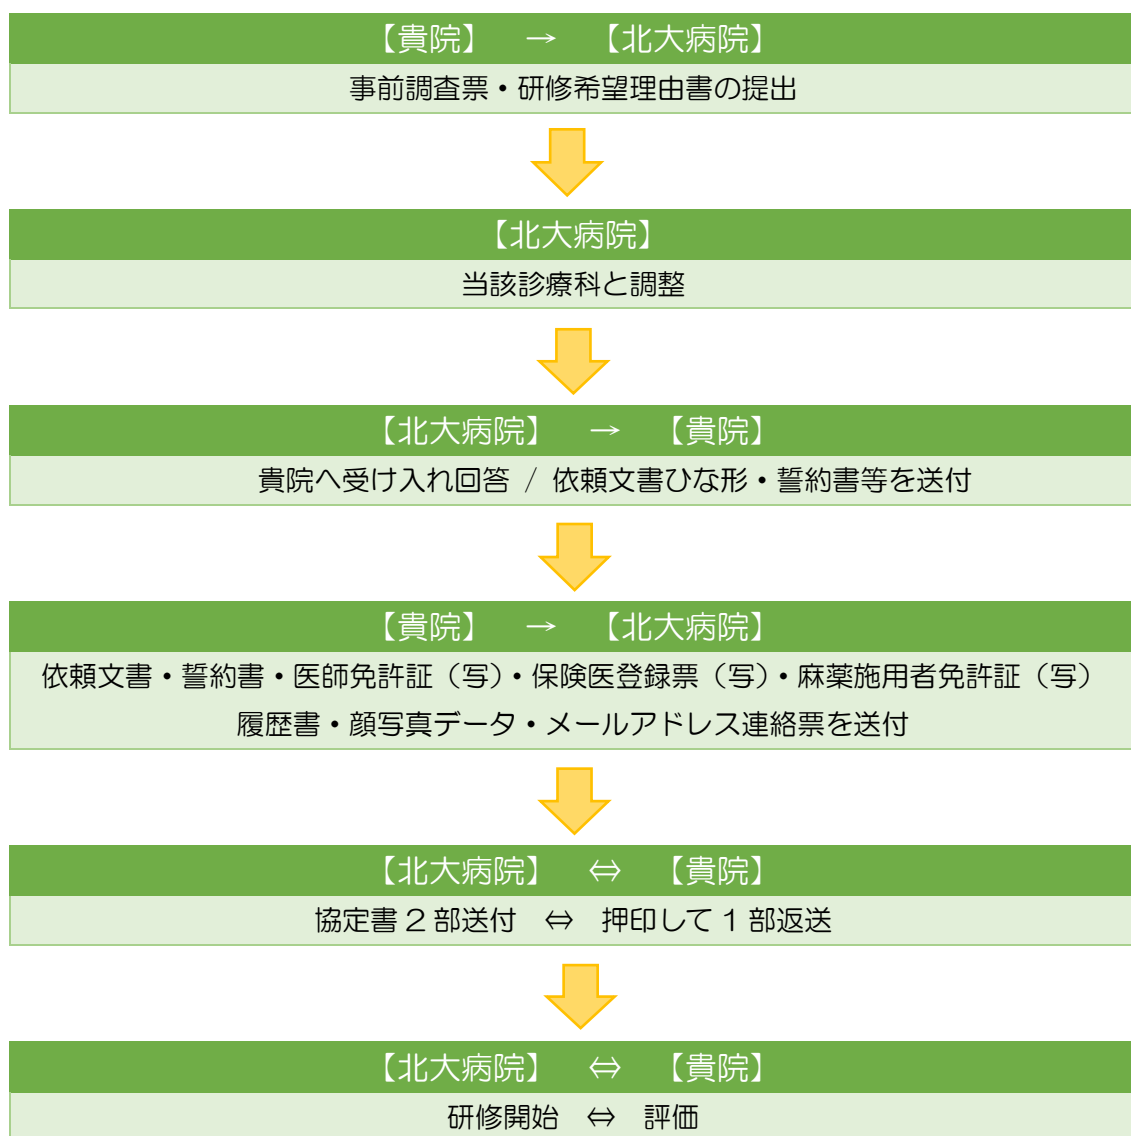 【貴院】 → 【北大病院】
事前調査票・研修希望理由書の提出
【北大病院】
当該診療科と調整
【北大病院】 → 【貴院】
貴院へ受け入れ回答 / 依頼文書ひな形・誓約書等を送付
【貴院】 → 【北大病院】
依頼文書・誓約書・医師免許証（写）・保険医登録票（写）・麻薬施用者免許証（写）
履歴書・顔写真データ・メールアドレス連絡票を送付
【北大病院】 ⇔ 【貴院】
協定書２部送付 ⇔ 押印して１部返送
【北大病院】 ⇔ 【貴院】
研修開始 ⇔ 評価